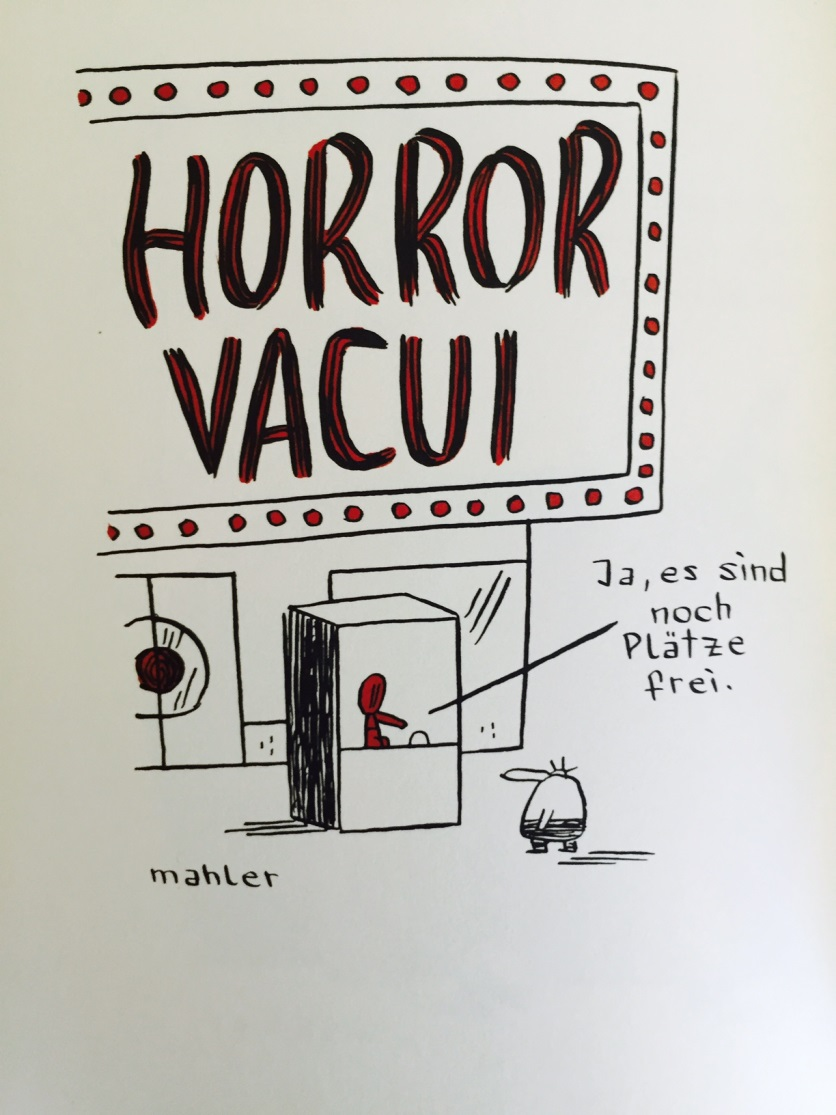 HORROR
VACUI
Ja, es sind
noch
Plätze
frei.
mahler